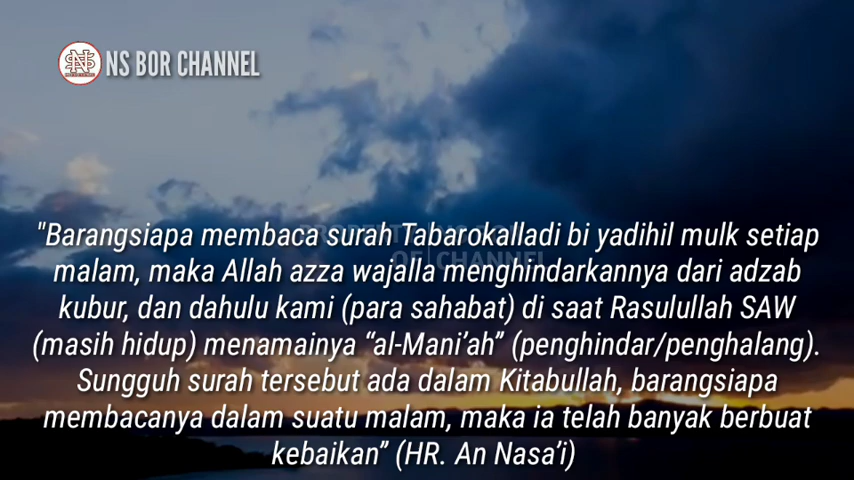 NS BOR CHANNEL
"Barangsiapa membaca surah Tabarokalladi bi yadihil mulk setiap
malam, maka Allah azza wajalla menghindarkannya dari adzab
kubur, dan dahulu kami (para sahabat) di saat Rasulullah SAW
(masih hidup) menamainya “al-Mani’ah” (penghindar/penghalang).
Sungguh surah tersebut ada dalam Kitabullah, barangsiapa
membacanya dalam suatu malam, maka ia telah banyak berbuat
kebaikan” (HR. An Nasa’i)